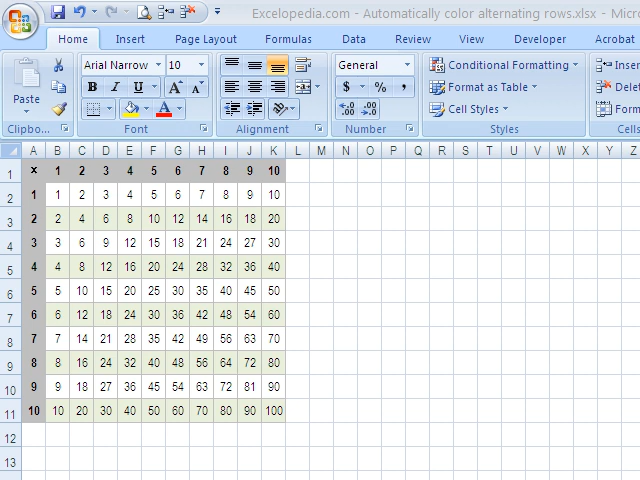 Excelopedia.com - Automatically color alternating rows.xlsx - Micro
Home Insert Page Layout Formulas Data Review View Developer Acrobat
Paste
Clipbo...
Arial Narrow 10
B I U A A
A
Font
Alignment
General
$ % ,
.0 .00 .00 .0
Number
Conditional Formatting
Format as Table
Cell Styles
Styles
Inser
Delet
Form
Cells
A B C D E F G H I J K L M N O P Q R S T U V W X Y Z
1 x 1 2 3 4 5 6 7 8 9 10
2 1 1 2 3 4 5 6 7 8 9 10
3 2 2 4 6 8 10 12 14 16 18 20
4 3 3 6 9 12 15 18 21 24 27 30
5 4 4 8 12 16 20 24 28 32 36 40
6 5 5 10 15 20 25 30 35 40 45 50
7 6 6 12 18 24 30 36 42 48 54 60
8 7 7 14 21 28 35 42 49 56 63 70
9 8 8 16 24 32 40 48 56 64 72 80
10 9 9 18 27 36 45 54 63 72 81 90
11 10 10 20 30 40 50 60 70 80 90 100
12
13